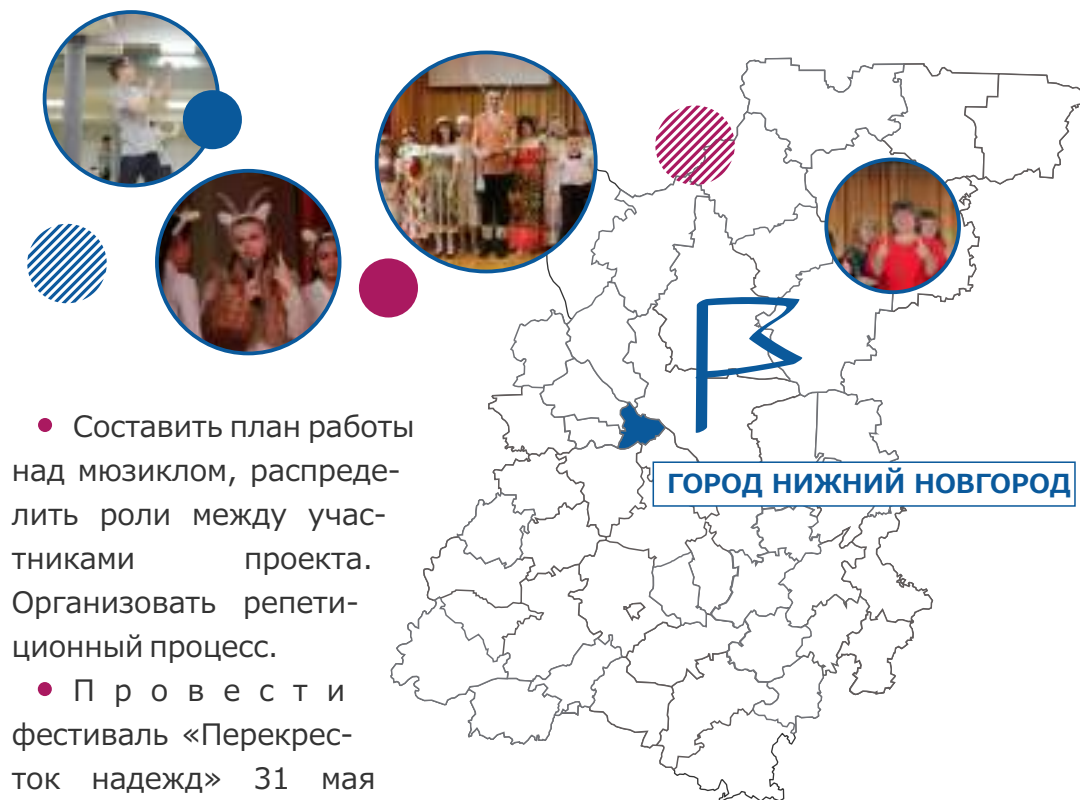 • Составить план работы
над мюзиклом, распреде-
лить роли между учас-
тниками проекта.
Организовать репети-
ционный процесс.
• Провести
фестиваль «Перекрес-
ток надежд» 31 мая
ГОРОД НИЖНИЙ НОВГОРОД